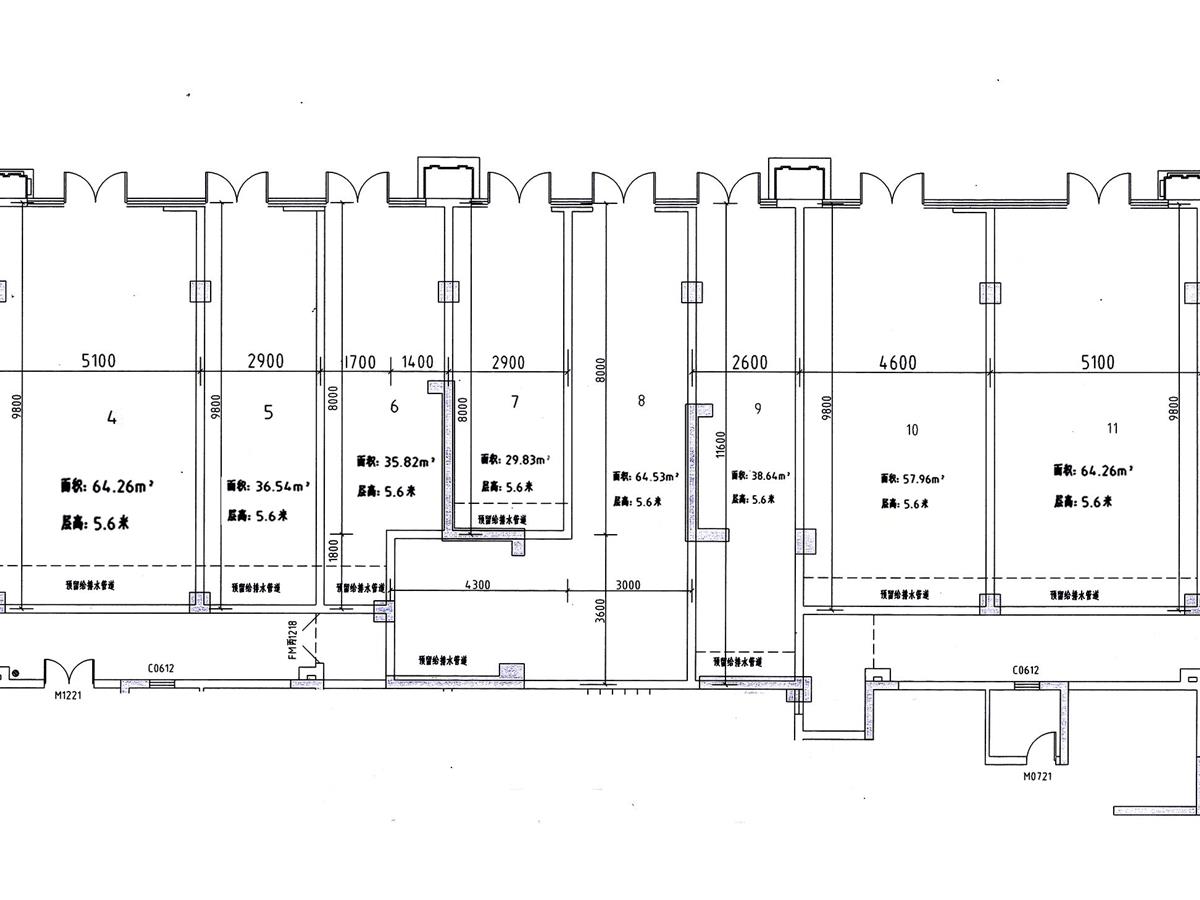 5100
2900
1700
1400
2900
2600
4600
5100
9800
9800
8000
8000
8000
11600
9800
9800
4
5
6
7
8
9
10
11
面积: 64.26m²
层高: 5.6米
面积: 36.54m²
层高: 5.6米
面积: 35.82m²
层高: 5.6米
面积: 29.83m²
层高: 5.6米
面积: 64.53m²
层高: 5.6米
面积: 38.64m²
层高: 5.6米
面积: 57.96m²
层高: 5.6米
面积: 64.26m²
层高: 5.6米
预留给排水管道
1800
4300
3000
3600
预留给排水管道
预留给排水管道
预留给排水管道
预留给排水管道
预留给排水管道
FM丙1218
预留给排水管道
预留给排水管道
C0612
M1221
C0612
M0721